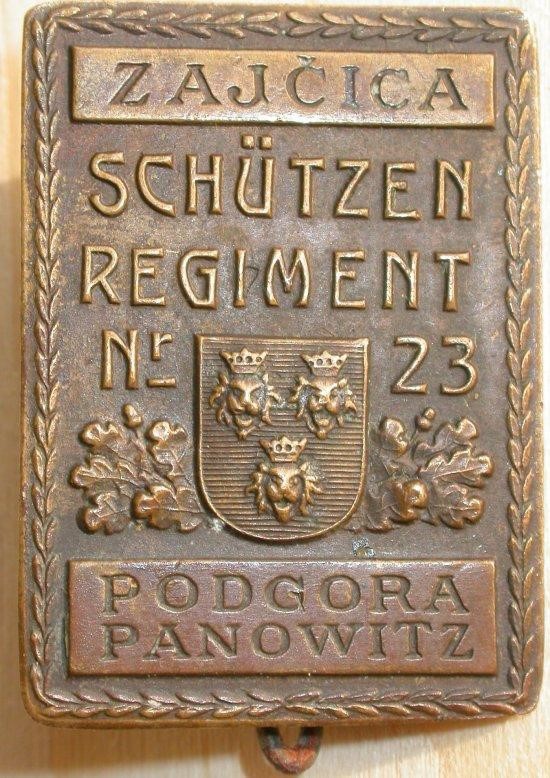 ZAJČICA
SCHÜTZEN
REGIMENT
Nr 23
PODGORA
PANOWITZ